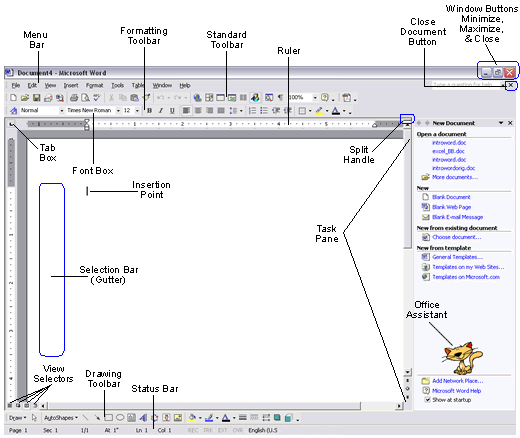 Menu
Bar
Formatting
Toolbar
Standard
Toolbar
Ruler
Close
Document
Button
Window Buttons
Minimize,
Maximize,
& Close
Document4 - Microsoft Word
File Edit View Insert Format Tools Table Window Help
Type a question for help
100%
Normal Times New Roman 12
Tab
Box
Font Box
Insertion
Point
Split
Handle
Selection Bar
(Gutter)
Task
Pane
Office
Assistant
View
Selectors
Drawing
Toolbar
Status Bar
New Document
Open a document
introword.doc
excel_BB.doc
introword.doc
introwordorig.doc
More documents...
New
Blank Document
Blank Web Page
Blank E-mail Message
New from existing document
Choose document...
New from template
General Templates...
Templates on my Web Sites...
Templates on Microsoft.com
Add Network Place...
Microsoft Word Help
Show at startup
Draw AutoShapes
Page 1 Sec 1 1/1 At 1" Ln 1 Col 1 REC TRK EXT OVR English (U.S